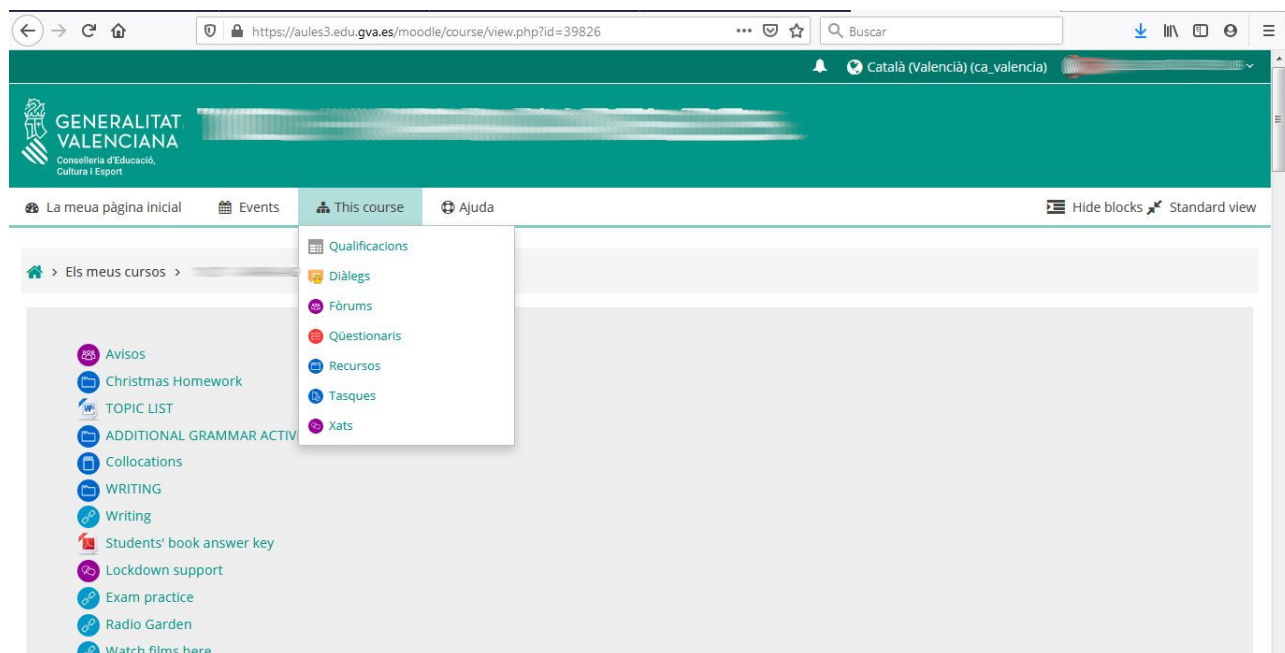 https://aules3.edu.gva.es/moodle/course/view.php?id=39826
Buscar
Català (Valencià) (ca_valencia)
GENERALITAT
VALENCIANA
Conselleria d'Educació,
Cultura i Esport
La meua pàgina inicial Events This course Ajuda Hide blocks Standard view
Qualificacions
Els meus cursos
Diàlegs
Fòrums
Qüestionaris
Recursos
Tasques
Xats
Avisos
Christmas Homework
TOPIC LIST
ADDITIONAL GRAMMAR ACTIV
Collocations
WRITING
Writing
Students' book answer key
Lockdown support
Exam practice
Radio Garden
Watch films here